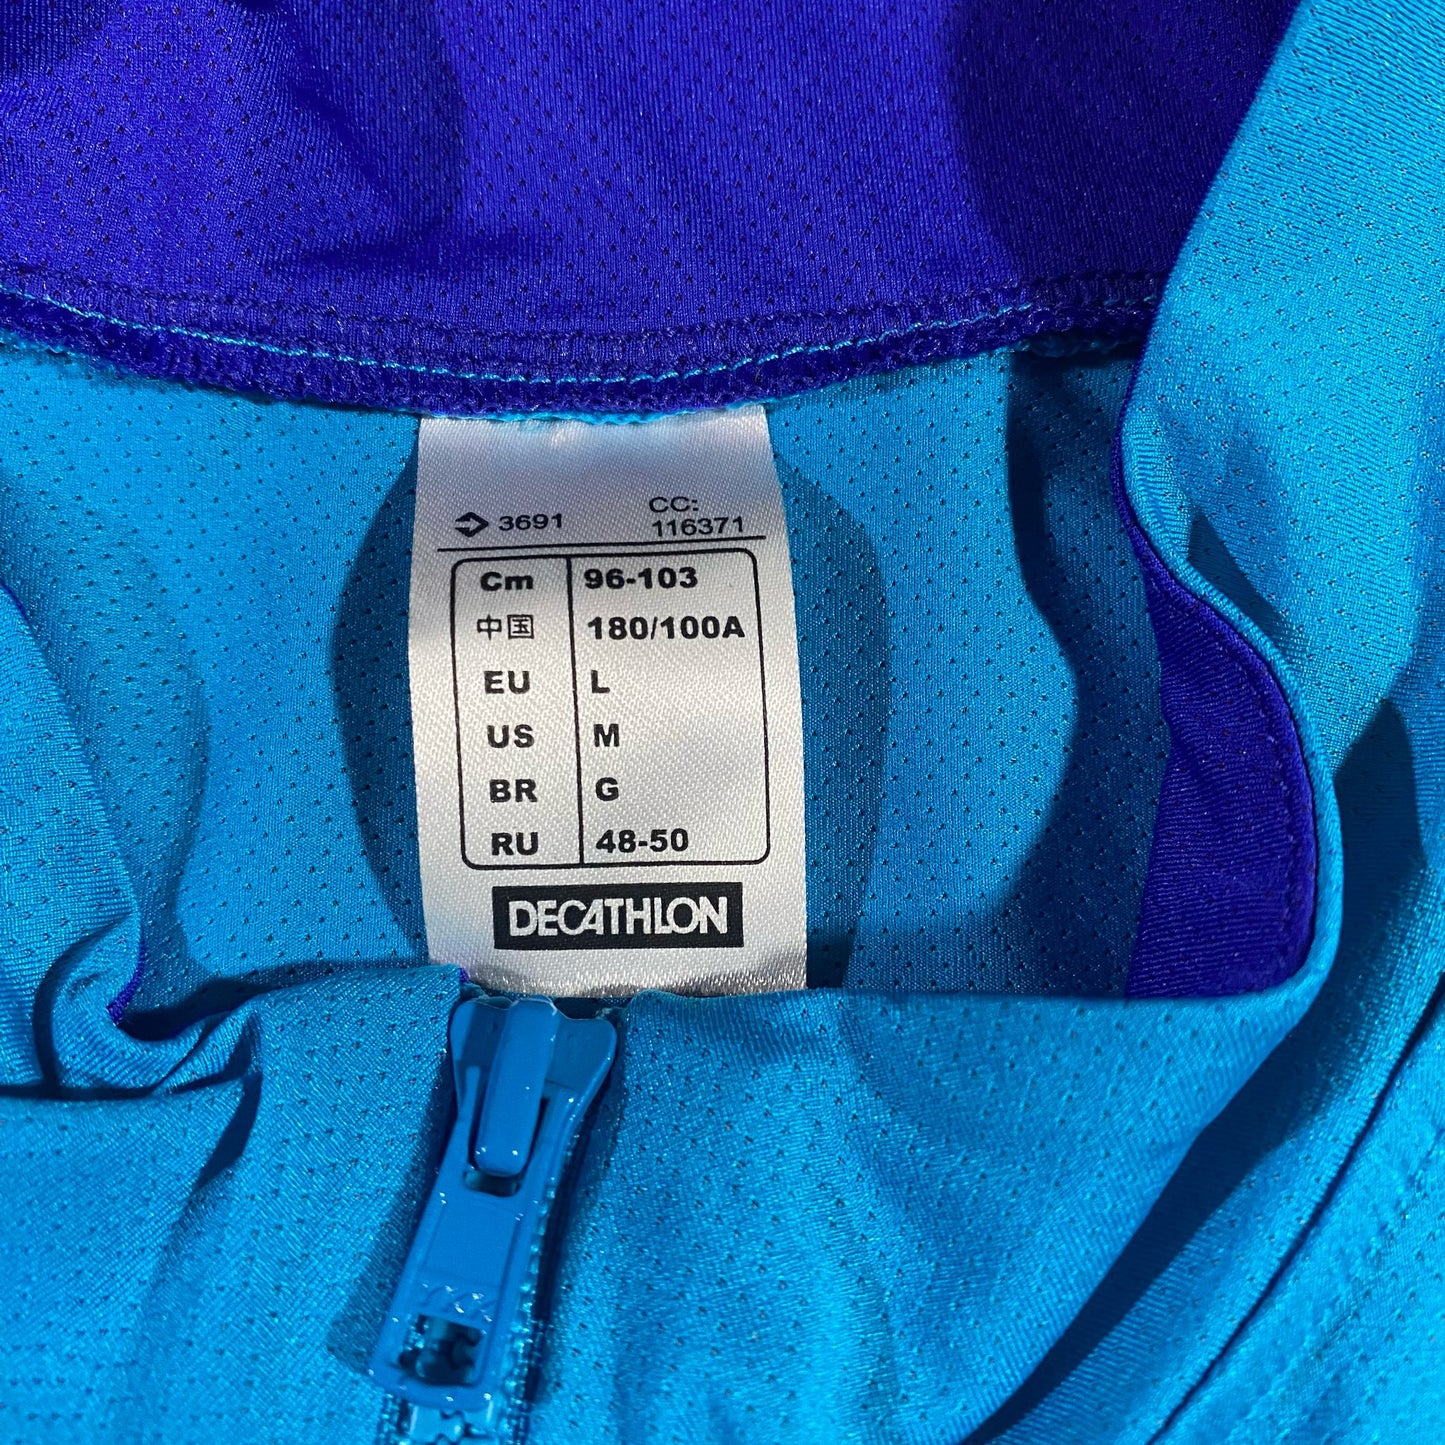 3691 CC:
116371
Cm 96-103
中国 180/100A
EU L
US M
BR G
RU 48-50
DECATHLON